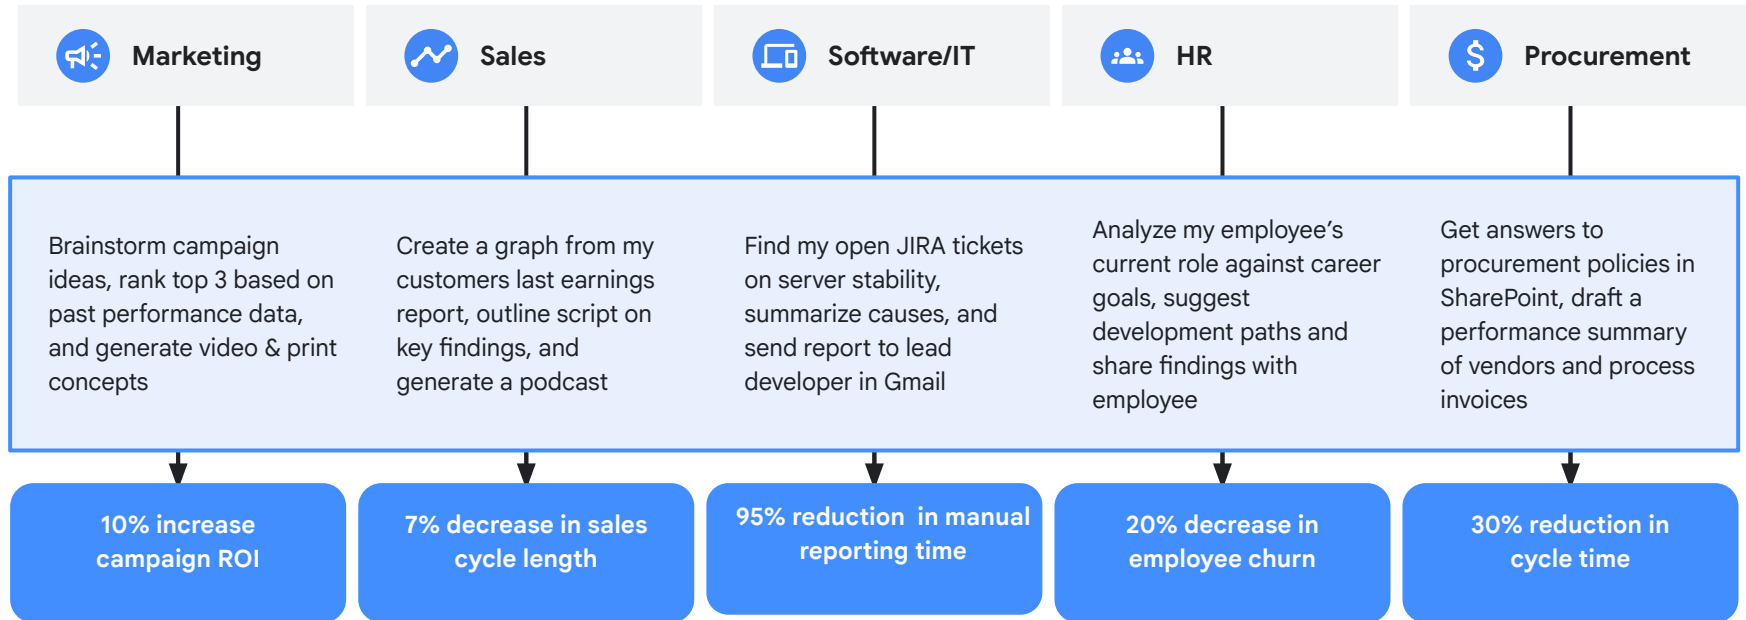 Marketing
Sales
Software/IT
HR
Procurement
Brainstorm campaign
ideas, rank top 3 based on
past performance data,
and generate video & print
concepts
Create a graph from my
customers last earnings
report, outline script on
key findings, and
generate a podcast
Find my open JIRA tickets
on server stability,
summarize causes, and
send report to lead
developer in Gmail
Analyze my employee’s
current role against career
goals, suggest
development paths and
share findings with
employee
Get answers to
procurement policies in
SharePoint, draft a
performance summary
of vendors and process
invoices
10% increase
campaign ROI
7% decrease in sales
cycle length
95% reduction  in manual
reporting time
20% decrease in
employee churn
30% reduction in
cycle time